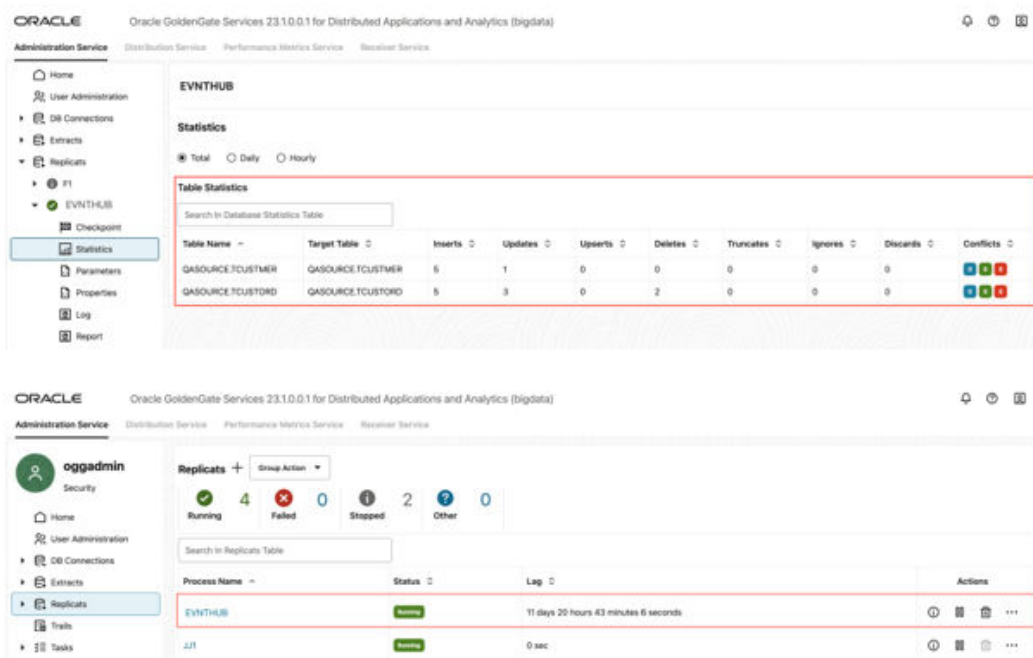 ORACLE Oracle GoldenGate Services 23.1.0.0.1 for Distributed Applications and Analytics (bigdata)
Administration Service Distribution Service Performance Metrics Service Receiver Service
Home
User Administration
DB Connections
Extracts
Replicats
F1
EVNTHUB
Checkpoint
Statistics
Parameters
Properties
Log
Report
EVNTHUB
Statistics
Total Daily Hourly
Table Statistics
Search in Database Statistics Table
Table Name Target Table Inserts Updates Upserts Deletes Truncates Ignores Discards Conflicts
QASOURCE.TCUSTMER QASOURCE.TCUSTMER 5 1 0 0 0 0 0 0 0 0
QASOURCE.TCUSTORD QASOURCE.TCUSTORD 5 3 0 2 0 0 0 0 0 0
ORACLE Oracle GoldenGate Services 23.1.0.0.1 for Distributed Applications and Analytics (bigdata)
Administration Service Distribution Service Performance Metrics Service Receiver Service
oggadmin
Security
Home
User Administration
DB Connections
Extracts
Replicats
Trails
Tasks
Replicats + Group Action
4 0 2 0
Running Failed Stopped Other
Search in Replicats Table
Process Name Status Lag Actions
EVNTHUB Running 11 days 20 hours 43 minutes 6 seconds
JJ1 Running 0 sec